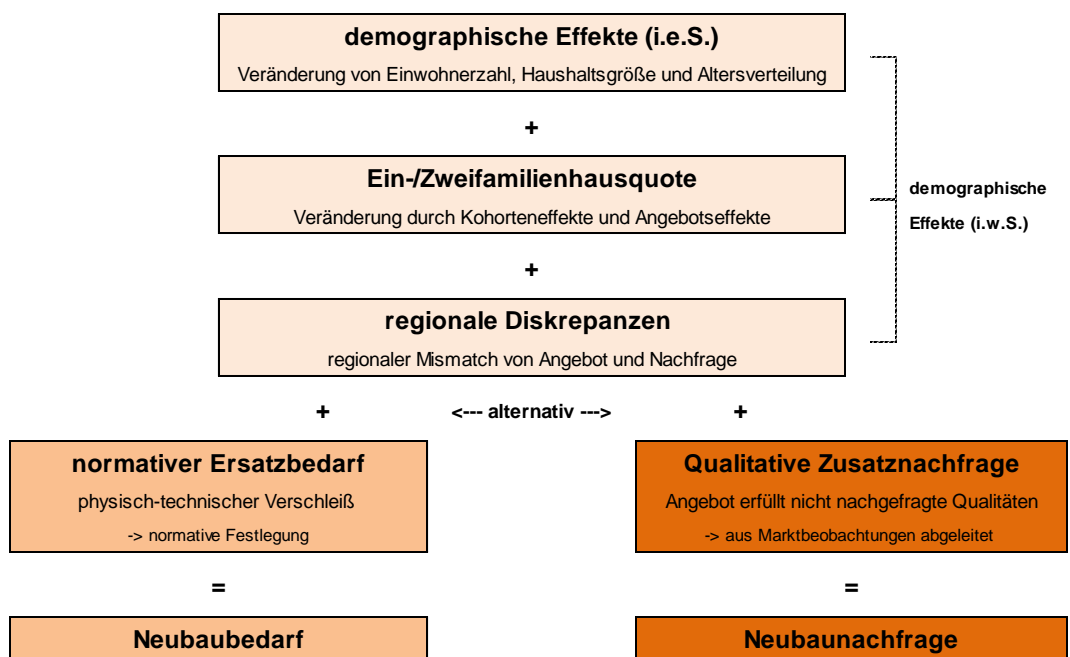 demographische Effekte (i.e.S.)
Veränderung von Einwohnerzahl, Haushaltsgröße und Altersverteilung
+
Ein-/Zweifamilienhausquote
Veränderung durch Kohorteneffekte und Angebotseffekte
demographische
Effekte (i.w.S.)
+
regionale Diskrepanzen
regionaler Mismatch von Angebot und Nachfrage
+ <--- alternativ ---> +
normativer Ersatzbedarf
physisch-technischer Verschleiß
-> normative Festlegung
=
Neubaubedarf
Qualitative Zusatznachfrage
Angebot erfüllt nicht nachgefragte Qualitäten
-> aus Marktbeobachtungen abgeleitet
=
Neubaunachfrage